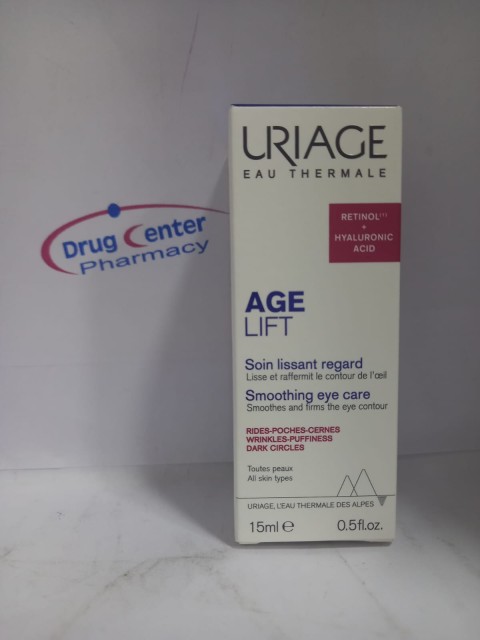 Drug Center
Pharmacy
URIAGE
EAU THERMALE
RETINOL(1)
+
HYALURONIC
ACID
AGE
LIFT
Soin lissant regard
Lisse et raffermit le contour de l'œil
Smoothing eye care
Smoothes and firms the eye contour
RIDES-POCHES-CERNES
WRINKLES-PUFFINESS
DARK CIRCLES
Toutes peaux
All skin types
URIAGE, L'EAU THERMALE DES ALPES
15ml e 0.5fl.oz.